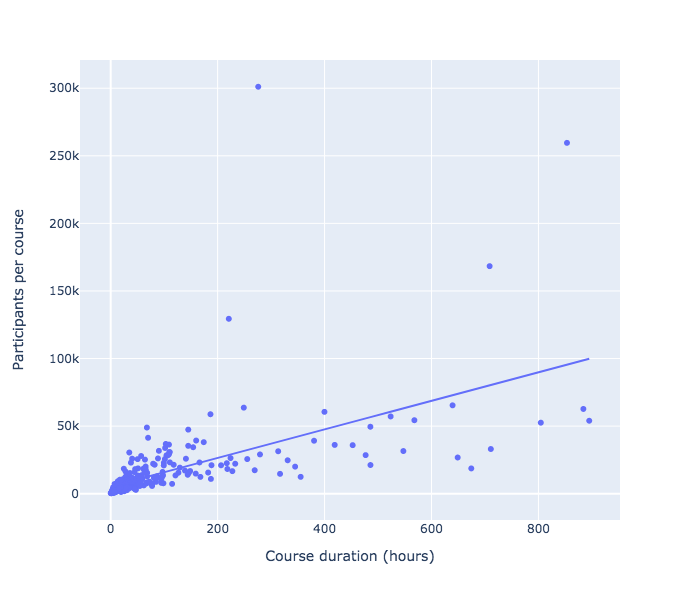 300k
250k
200k
150k
100k
50k
0
0
200
400
600
800
Course duration (hours)
Participants per course